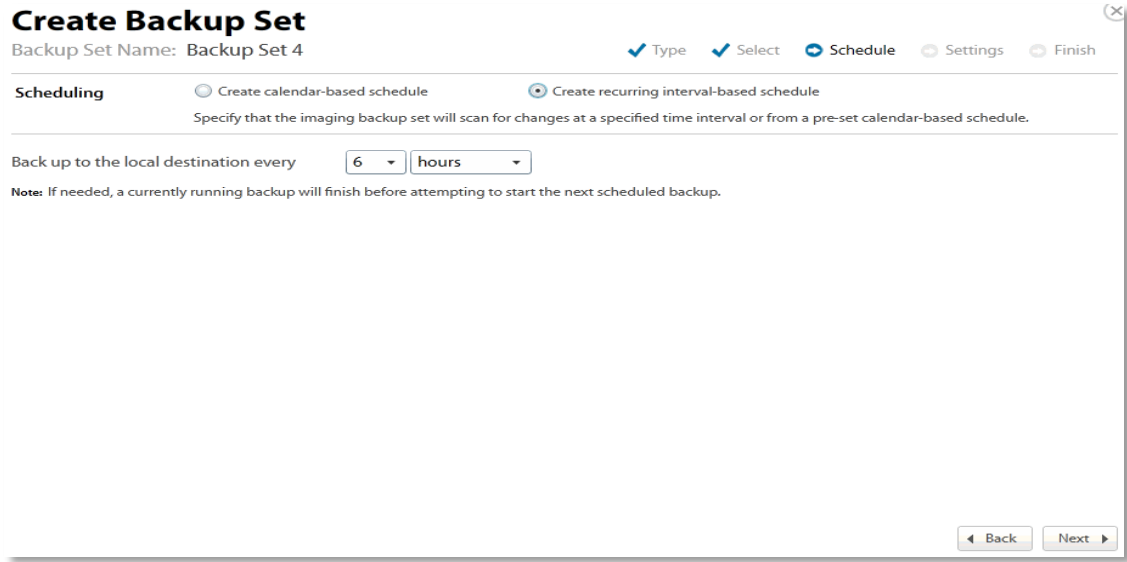 Create Backup Set
Backup Set Name: Backup Set 4
Type Select Schedule Settings Finish
Scheduling Create calendar-based schedule Create recurring interval-based schedule
Specify that the imaging backup set will scan for changes at a specified time interval or from a pre-set calendar-based schedule.
Back up to the local destination every 6 hours
Note: If needed, a currently running backup will finish before attempting to start the next scheduled backup.
Back Next